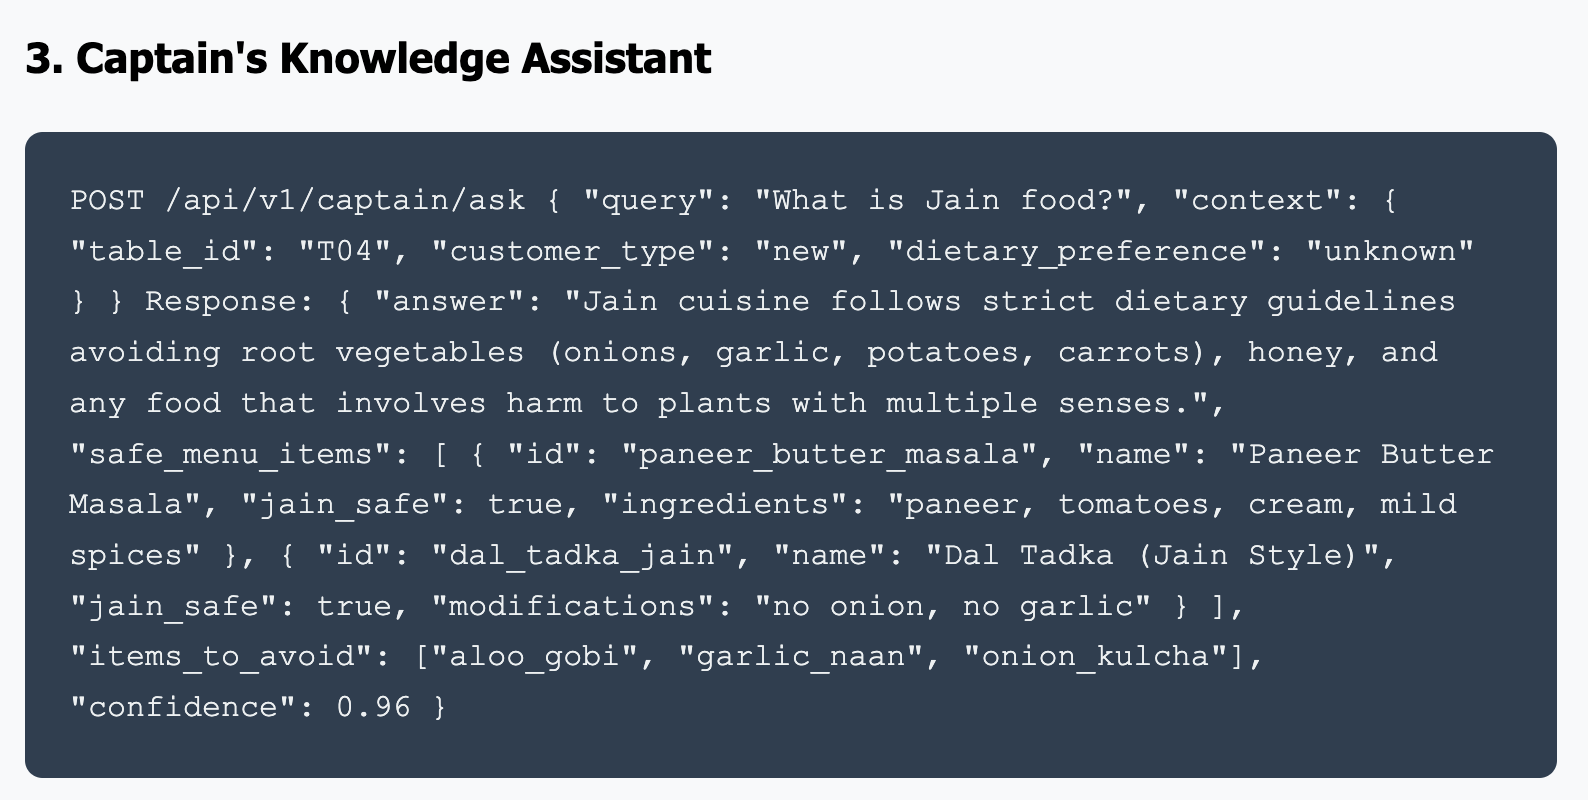 3. Captain's Knowledge Assistant
POST /api/v1/captain/ask { "query": "What is Jain food?", "context": {
"table_id": "T04", "customer_type": "new", "dietary_preference": "unknown"
} } Response: { "answer": "Jain cuisine follows strict dietary guidelines
avoiding root vegetables (onions, garlic, potatoes, carrots), honey, and
any food that involves harm to plants with multiple senses.",
"safe_menu_items": [ { "id": "paneer_butter_masala", "name": "Paneer Butter
Masala", "jain_safe": true, "ingredients": "paneer, tomatoes, cream, mild
spices" }, { "id": "dal_tadka_jain", "name": "Dal Tadka (Jain Style)",
"jain_safe": true, "modifications": "no onion, no garlic" } ],
"items_to_avoid": ["aloo_gobi", "garlic_naan", "onion_kulcha"],
"confidence": 0.96 }